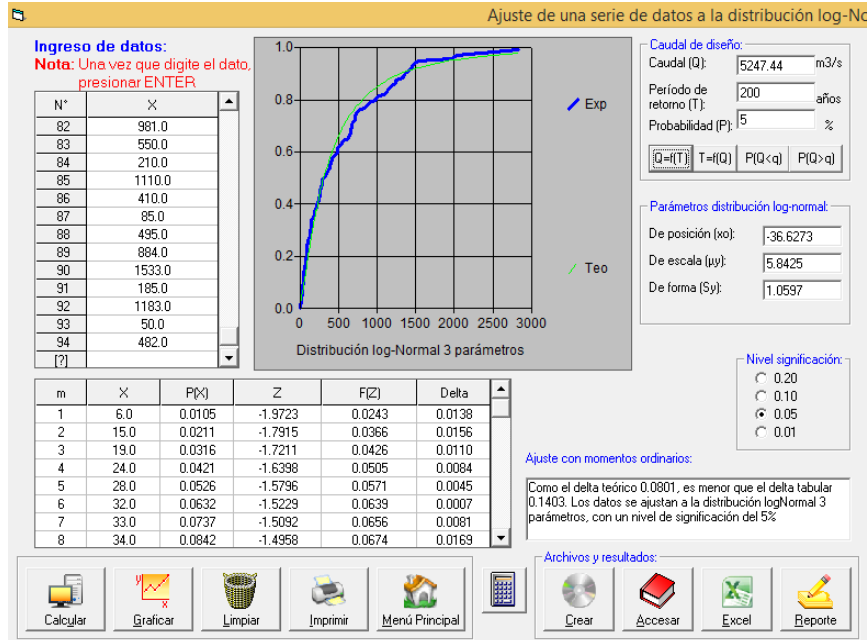 Ajuste de una serie de datos a la distribución log-No
Ingreso de datos:
Nota: Una vez que digite el dato,
presionar ENTER
N° X
82 981.0
83 550.0
84 210.0
85 1110.0
86 410.0
87 85.0
88 495.0
89 884.0
90 1533.0
91 185.0
92 1183.0
93 50.0
94 482.0
[?]
1.0
0.8
0.6
0.4
0.2
0.0
0 500 1000 1500 2000 2500 3000
Distribución log-Normal 3 parámetros
Exp
Teo
Caudal de diseño:
Caudal (Q): 5247.44 m3/s
Período de
retorno (T): 200 años
Probabilidad (P): 5 %
Q=f(T) T=f(Q) P(Q<q) P(Q>q)
Parámetros distribución log-normal:
De posición (xo): -36.6273
De escala (μy): 5.8425
De forma (Sy): 1.0597
Nivel significación:
0.20
0.10
0.05
0.01
m X P(X) Z F(Z) Delta
1 6.0 0.0105 -1.9723 0.0243 0.0138
2 15.0 0.0211 -1.7915 0.0366 0.0156
3 19.0 0.0316 -1.7211 0.0426 0.0110
4 24.0 0.0421 -1.6398 0.0505 0.0084
5 28.0 0.0526 -1.5796 0.0571 0.0045
6 32.0 0.0632 -1.5229 0.0639 0.0007
7 33.0 0.0737 -1.5092 0.0656 0.0081
8 34.0 0.0842 -1.4958 0.0674 0.0169
Ajuste con momentos ordinarios:
Como el delta teórico 0.0801, es menor que el delta tabular
0.1403. Los datos se ajustan a la distribución logNormal 3
parámetros, con un nivel de significación del 5%
Calcular Graficar Limpiar Imprimir Menú Principal
Archivos y resultados:
Crear Accesar Excel Reporte